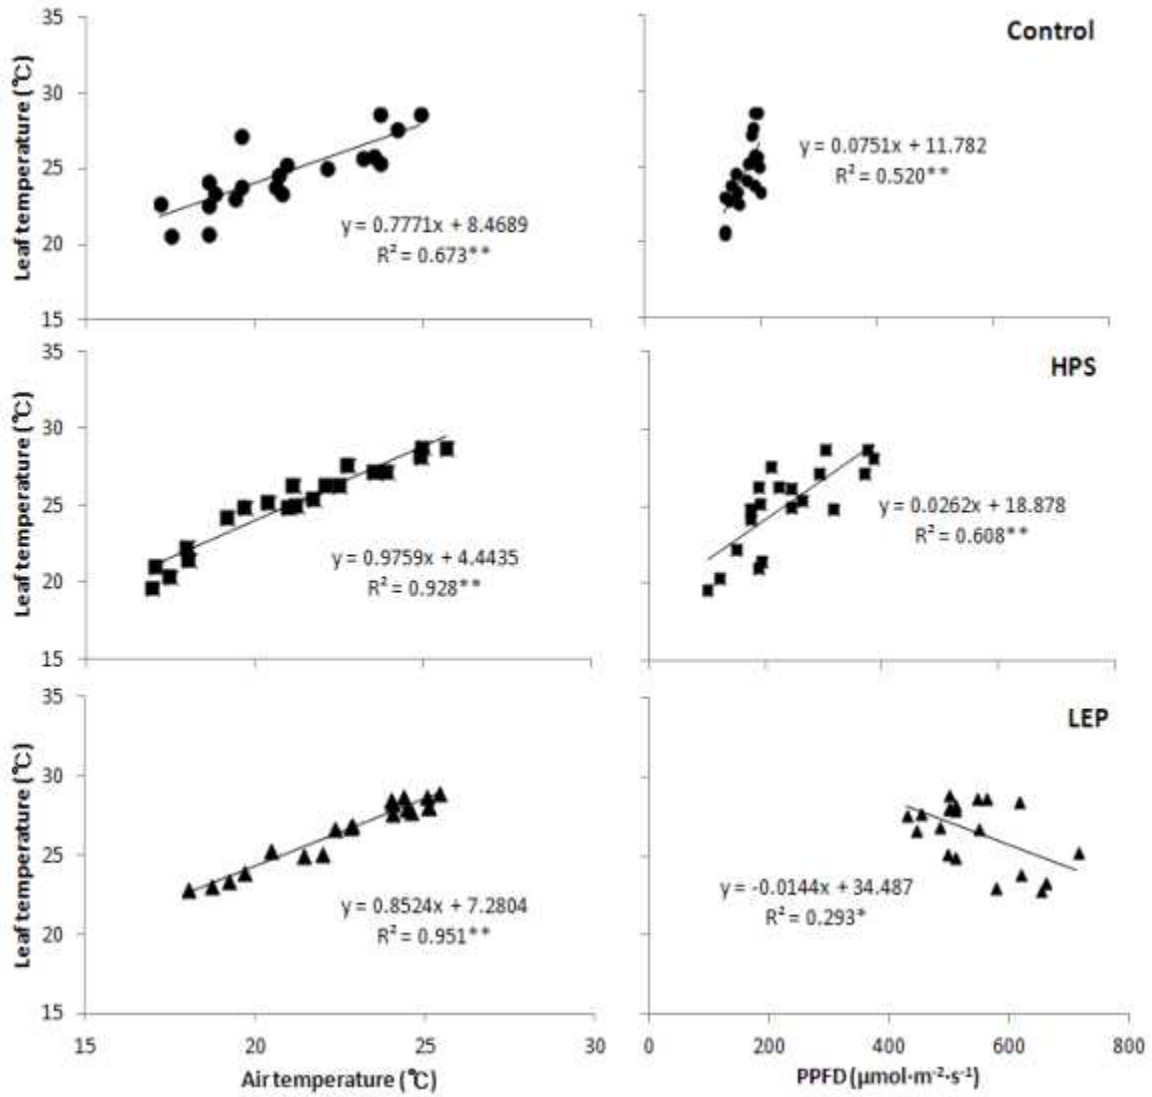 Control
Leaf temperature (℃)
35
30
25
20
15
y = 0.7771x + 8.4689
R² = 0.673**
y = 0.0751x + 11.782
R² = 0.520**
HPS
Leaf temperature (℃)
35
30
25
20
15
y = 0.9759x + 4.4435
R² = 0.928**
y = 0.0262x + 18.878
R² = 0.608**
LEP
Leaf temperature (℃)
35
30
25
20
15
y = 0.8524x + 7.2804
R² = 0.951**
y = -0.0144x + 34.487
R² = 0.293*
15 20 25 30
0 200 400 600 800
Air temperature (℃)
PPFD (μmol·m⁻²·s⁻¹)